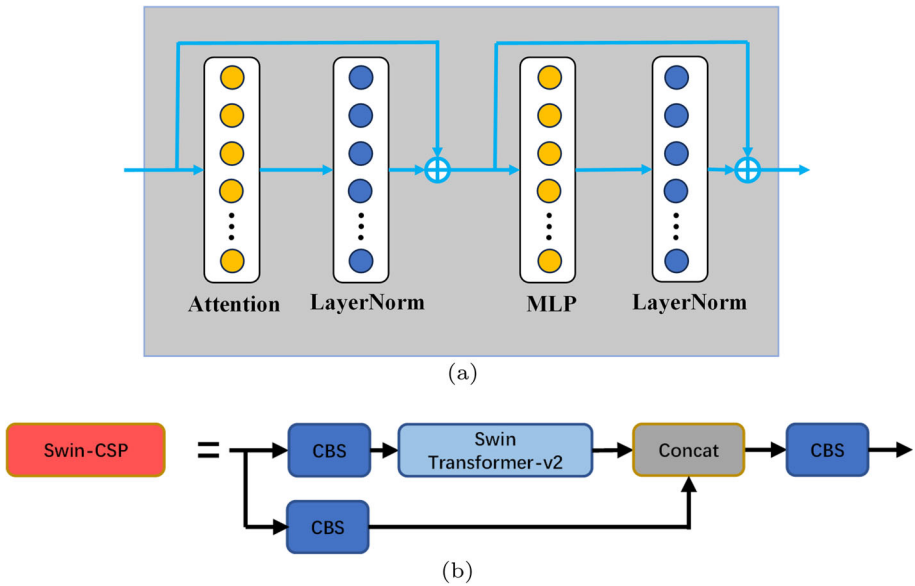 Attention
LayerNorm
MLP
LayerNorm
(a)
Swin-CSP
=
CBS
Swin
Transformer-v2
Concat
CBS
CBS
(b)